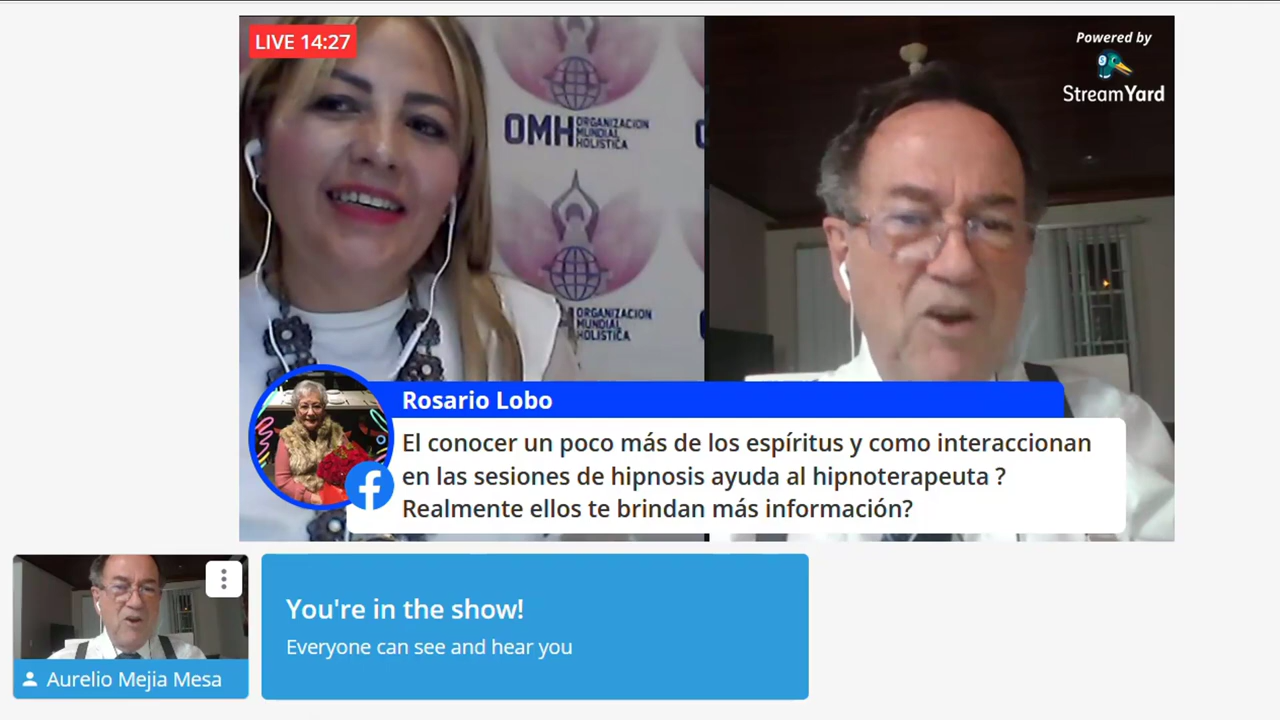 LIVE 14:27
Powered by
StreamYard
OMH ORGANIZACION
MUNDIAL
HOLISTICA
ORGANIZACION
MUNDIAL
HOLISTICA
Rosario Lobo
El conocer un poco más de los espíritus y como interaccionan
en las sesiones de hipnosis ayuda al hipnoterapeuta ?
Realmente ellos te brindan más información?
You're in the show!
Everyone can see and hear you
Aurelio Mejia Mesa